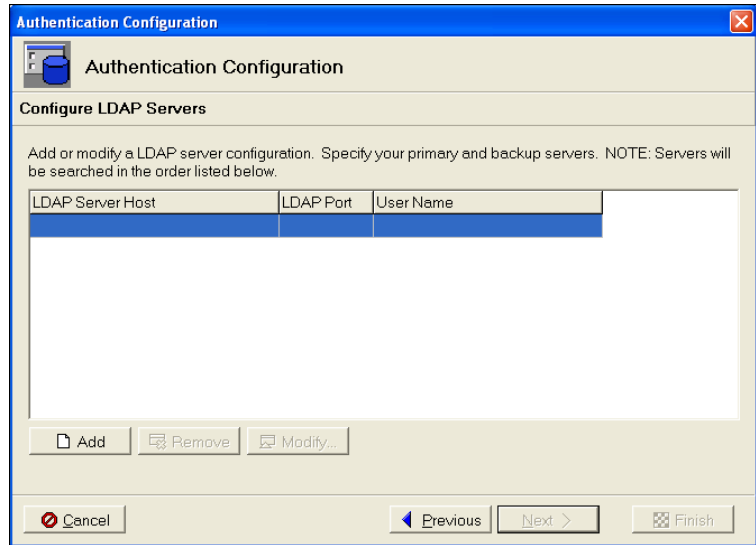 Authentication Configuration
Authentication Configuration
Configure LDAP Servers
Add or modify a LDAP server configuration. Specify your primary and backup servers. NOTE: Servers will
be searched in the order listed below.
LDAP Server Host LDAP Port User Name
Add Remove Modify...
Cancel Previous Next > Finish